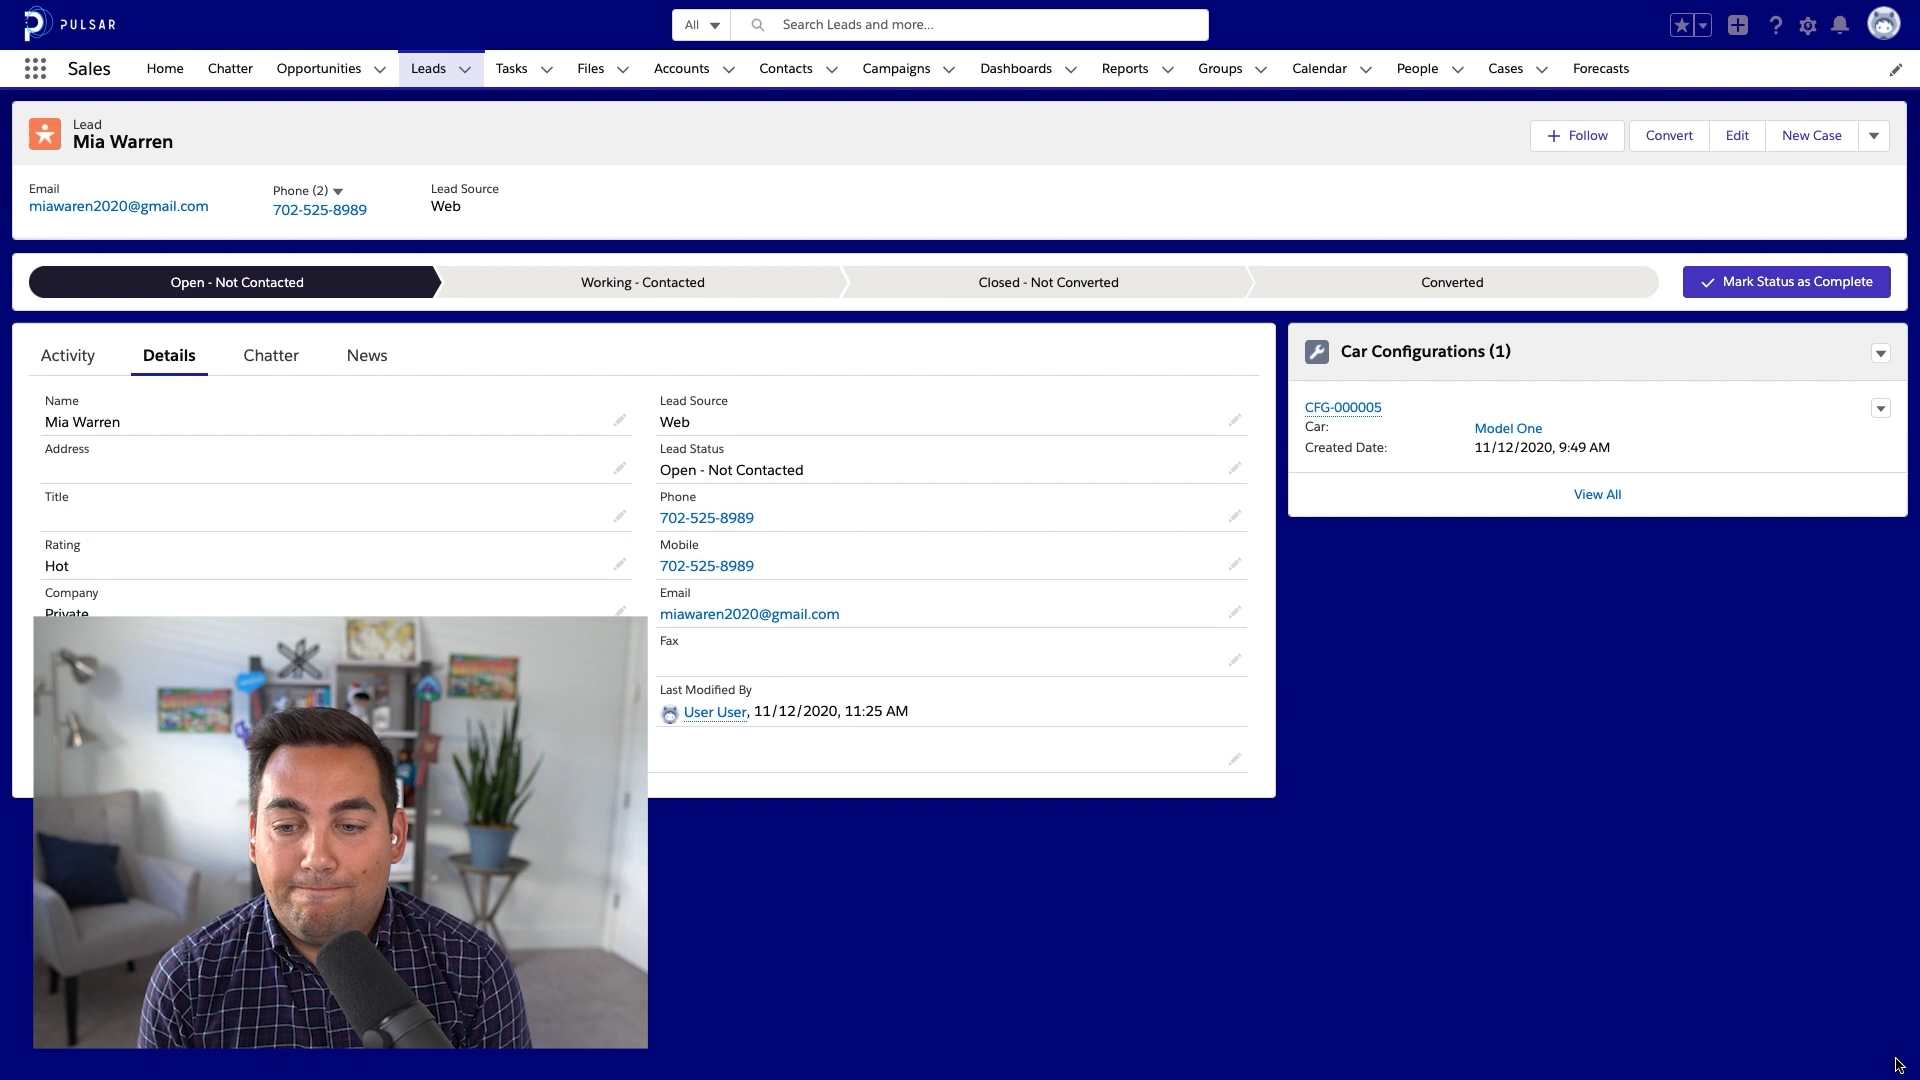 PULSAR
All
Search Leads and more...
Sales
Home
Chatter
Opportunities
Leads
Tasks
Files
Accounts
Contacts
Campaigns
Dashboards
Reports
Groups
Calendar
People
Cases
Forecasts
Lead
Mia Warren
Follow
Convert
Edit
New Case
Email
miawaren2020@gmail.com
Phone (2)
702-525-8989
Lead Source
Web
Open - Not Contacted
Working - Contacted
Closed - Not Converted
Converted
Mark Status as Complete
Activity
Details
Chatter
News
Name
Mia Warren
Address
Title
Rating
Hot
Company
Private
Lead Source
Web
Lead Status
Open - Not Contacted
Phone
702-525-8989
Mobile
702-525-8989
Email
miawaren2020@gmail.com
Fax
Last Modified By
User User, 11/12/2020, 11:25 AM
Car Configurations (1)
CFG-000005
Car: Model One
Created Date: 11/12/2020, 9:49 AM
View All